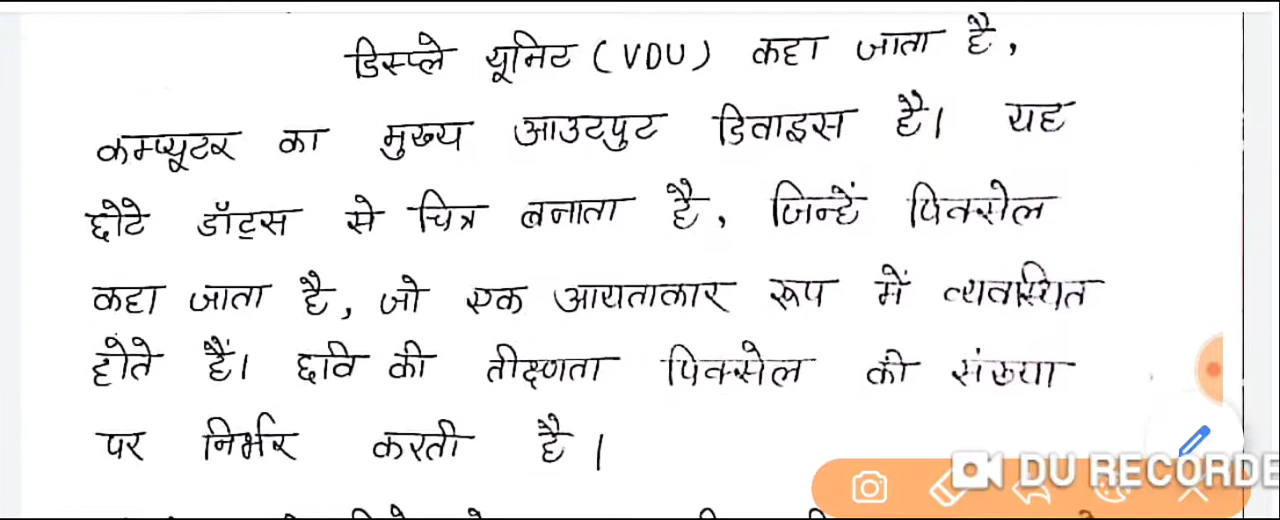 डिस्प्ले यूनिट (VDU) कहा जाता है,
कम्प्यूटर का मुख्य आउटपुट डिवाइस है। यह
छोटे डॉट्स से चित्र बनाता है, जिन्हें पिक्सेल
कहा जाता है, जो एक आयताकार रूप में व्यवस्थित
होते हैं। छवि की तीक्ष्णता पिक्सेल की संख्या
पर निर्भर करती है।
DU RECORDE